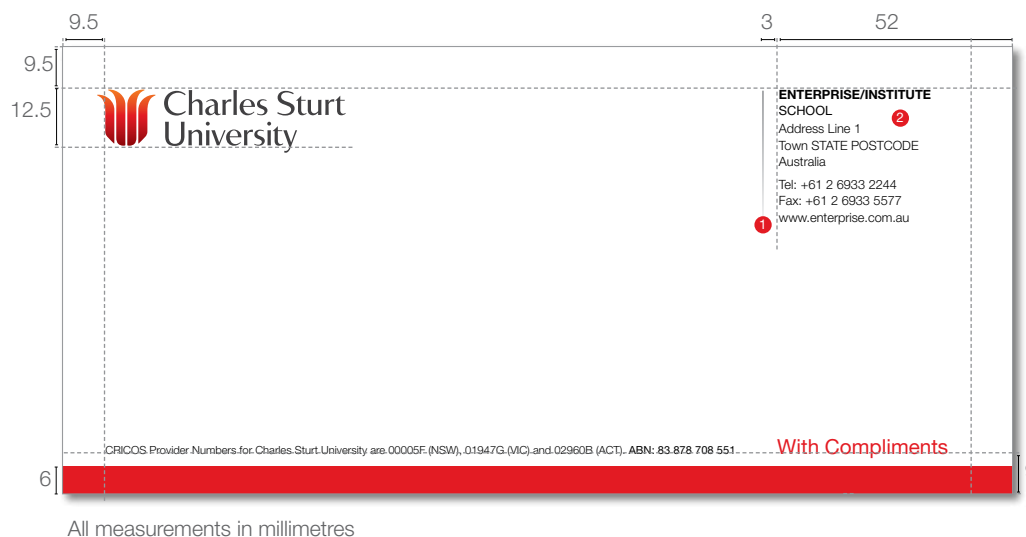 9.5 3 52
9.5
12.5
Charles Sturt
University
ENTERPRISE/INSTITUTE
SCHOOL
2
Address Line 1
Town STATE POSTCODE
Australia
Tel: +61 2 6933 2244
Fax: +61 2 6933 5577
www.enterprise.com.au
1
CRICOS Provider Numbers for Charles Sturt University are 00005F (NSW), 01947G (VIC) and 02960B (ACT). ABN: 83 878 708 551
With Compliments
6
All measurements in millimetres